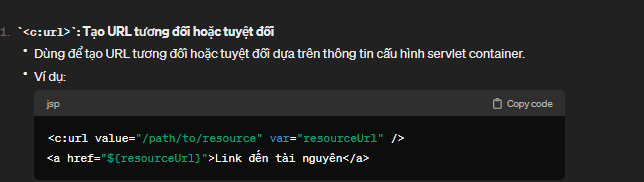 1. `<c:url>`: Tạo URL tương đối hoặc tuyệt đối
• Dùng để tạo URL tương đối hoặc tuyệt đối dựa trên thông tin cấu hình servlet container.
• Ví dụ:
jsp Copy code
<c:url value="/path/to/resource" var="resourceUrl" />
<a href="${resourceUrl}">Link đến tài nguyên</a>